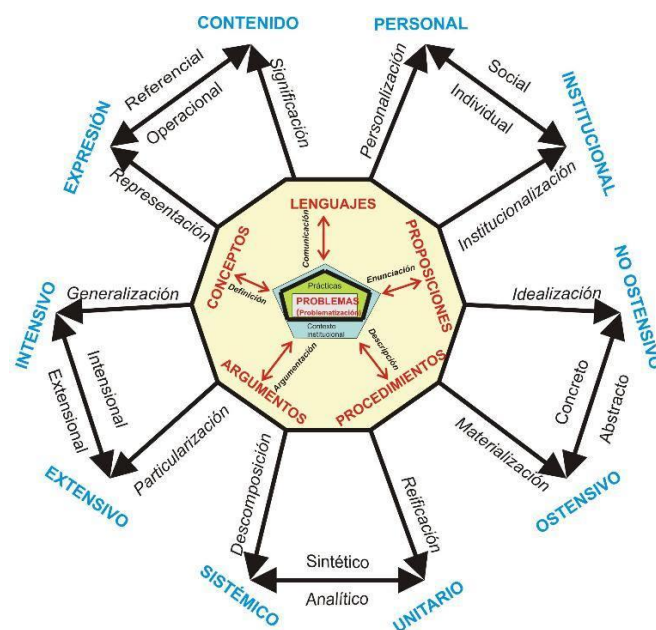 CONTENIDO
PERSONAL
EXPRESIÓN
Referencial
Operacional
Significación
Representación
Personalización
Social
Individual
INSTITUCIONAL
Institucionalización
LENGUAJES
Comunicación
CONCEPTOS
Definición
PROPOSICIONES
Enunciación
Prácticas
PROBLEMAS
(Problematización)
Contexto
institucional
ARGUMENTOS
Argumentación
PROCEDIMIENTOS
Descripción
INTENSIVO
Generalización
Intensional
Extensional
EXTENSIVO
Particularización
NO OSTENSIVO
Idealización
Concreto
Abstracto
OSTENSIVO
Materialización
Descomposición
Reificación
Sintético
Analítico
SISTÉMICO
UNITARIO